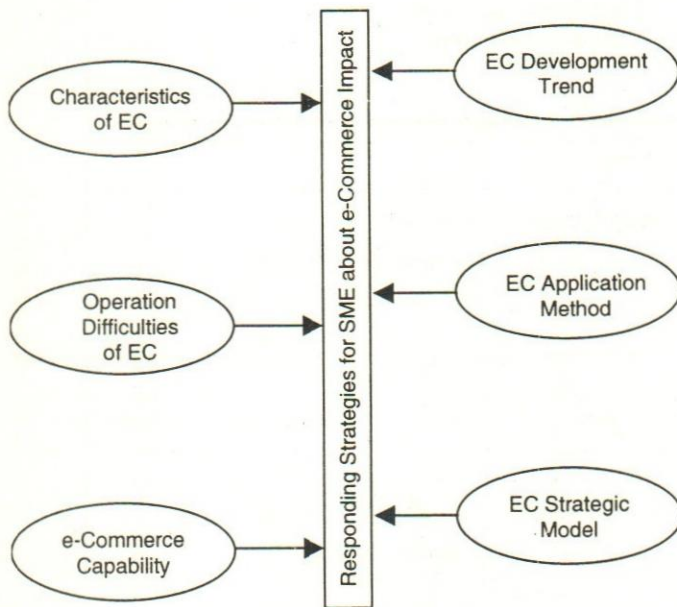 Characteristics
of EC
Operation
Difficulties
of EC
e-Commerce
Capability
Responding Strategies for SME about e-Commerce Impact
EC Development
Trend
EC Application
Method
EC Strategic
Model